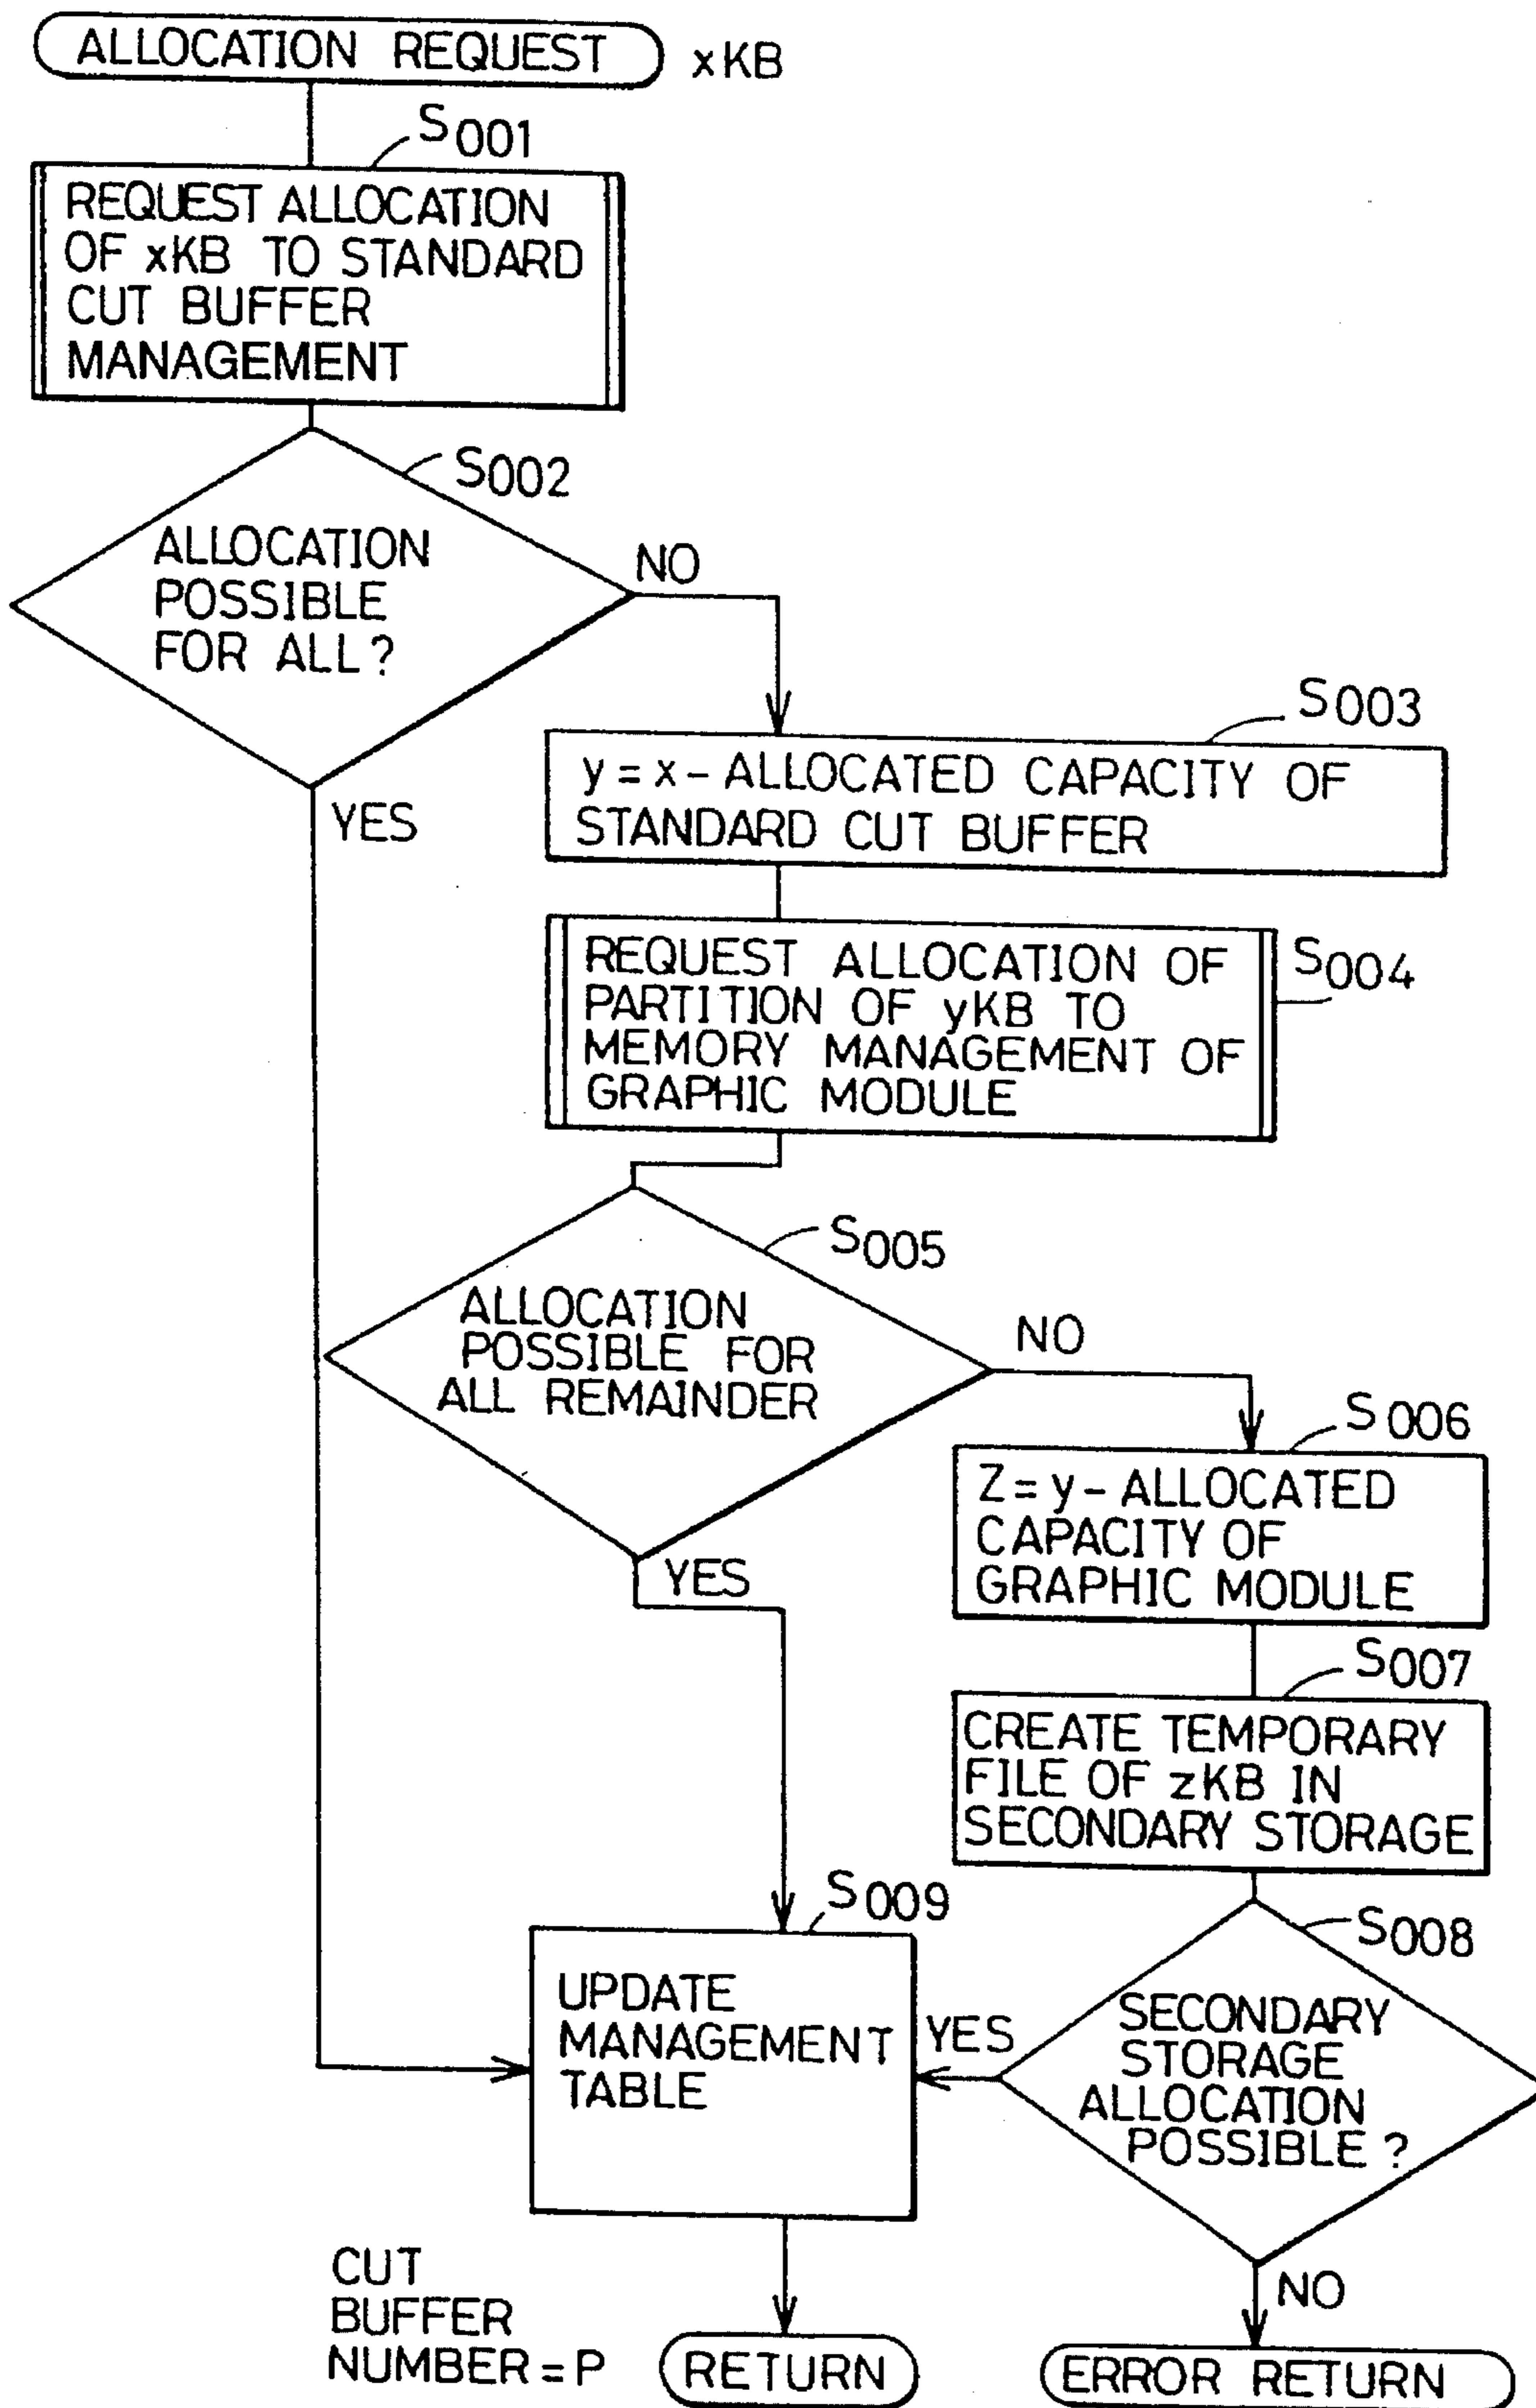 ALLOCATION REQUEST xKB
S001
REQUEST ALLOCATION
OF xKB TO STANDARD
CUT BUFFER
MANAGEMENT
S002
ALLOCATION
POSSIBLE
FOR ALL?
NO
YES
S003
y = x - ALLOCATED CAPACITY OF
STANDARD CUT BUFFER
S004
REQUEST ALLOCATION OF
PARTITION OF yKB TO
MEMORY MANAGEMENT OF
GRAPHIC MODULE
S005
ALLOCATION
POSSIBLE FOR
ALL REMAINDER
NO
YES
S006
Z = y - ALLOCATED
CAPACITY OF
GRAPHIC MODULE
S007
CREATE TEMPORARY
FILE OF zKB IN
SECONDARY STORAGE
S008
SECONDARY
STORAGE
ALLOCATION
POSSIBLE?
YES
NO
S009
UPDATE
MANAGEMENT
TABLE
CUT
BUFFER
NUMBER = P
RETURN
ERROR RETURN